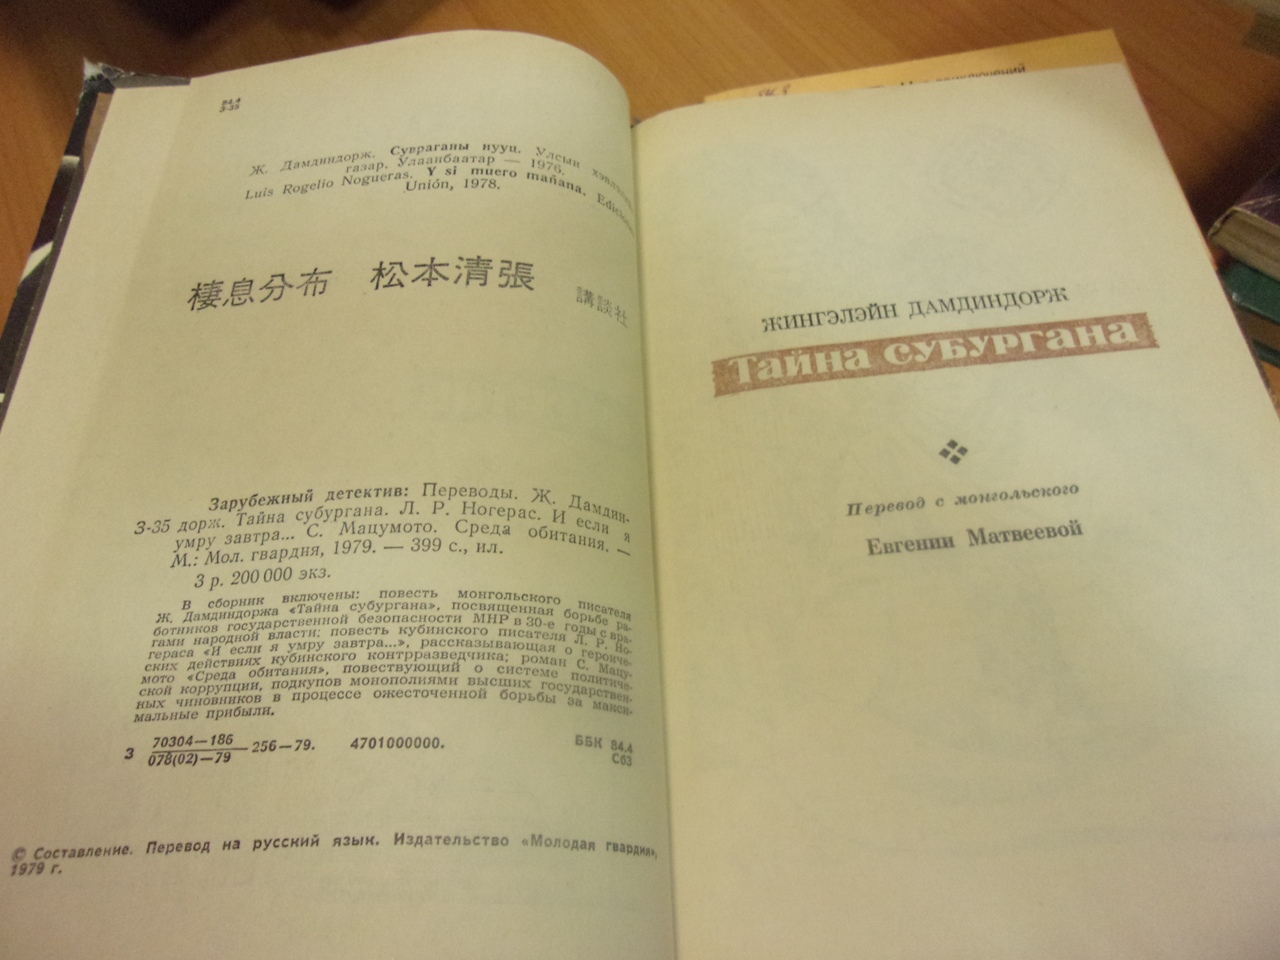 84.4
З-35
Ж. Дамдиндорж. Сувраганы нууц. Улсын
газар. Улаанбаатар — 1976.
Luis Rogelio Nogueras. Y si muero mañana. Edicione
Unión, 1978.
棲息分布 松本清張 講談社
Зарубежный детектив: Переводы. Ж. Дамдин-
З-35 дорж. Тайна субургана. Л. Р. Ногерас. И если я
умру завтра... С. Мацумото. Среда обитания. —
М.: Мол. гвардия, 1979. — 399 с., ил.
3 р. 200 000 экз.
В сборник включены: повесть монгольского писателя
Ж. Дамдиндоржа «Тайна субургана», посвященная борьбе ра-
ботников государственной безопасности МНР в 30-е годы с вра-
гами народной власти; повесть кубинского писателя Л. Р. Но-
гераса «И если я умру завтра...», рассказывающая о героиче-
ских действиях кубинского контрразведчика; роман С. Мацу-
мото «Среда обитания», повествующий о системе политиче-
ской коррупции, подкупов монополиями высших государствен-
ных чиновников в процессе ожесточенной борьбы за макси-
мальные прибыли.
З 70304—186
078(02)—79 256—79. 4701000000. ББК 84.4
Сб3
© Составление. Перевод на русский язык. Издательство «Молодая гвардия»,
1979 г.
приключений
ЖИНГЭЛЭЙН ДАМДИНДОРЖ
Тайна субургана
Перевод с монгольского
Евгении Матвеевой